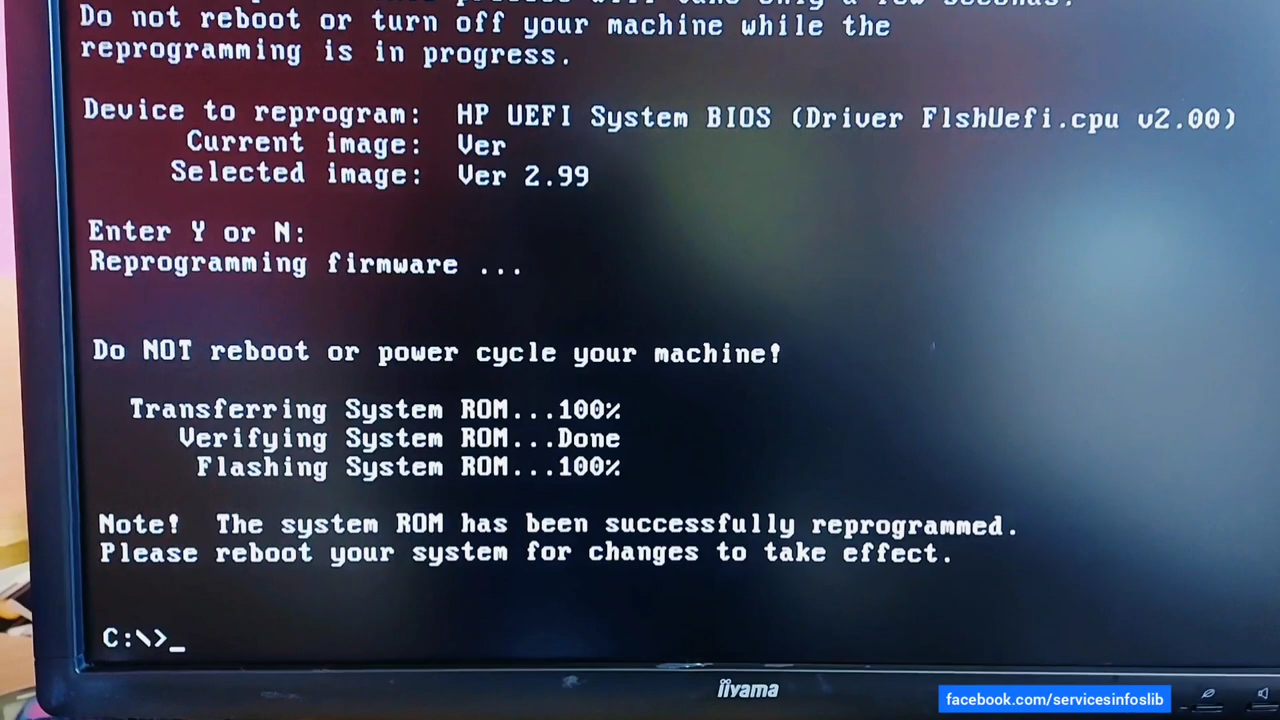 Do not reboot or turn off your machine while the
reprogramming is in progress.
Device to reprogram: HP UEFI System BIOS (Driver FlshUefi.cpu v2.00)
Current image: Ver
Selected image: Ver 2.99
Enter Y or N:
Reprogramming firmware ...
Do NOT reboot or power cycle your machine!
Transferring System ROM...100%
Verifying System ROM...Done
Flashing System ROM...100%
Note! The system ROM has been successfully reprogrammed.
Please reboot your system for changes to take effect.
C:\>_
iiyama
facebook.com/servicesinfoslib